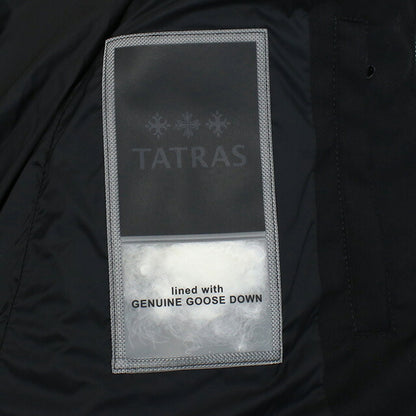 TATRAS
lined with
GENUINE GOOSE DOWN